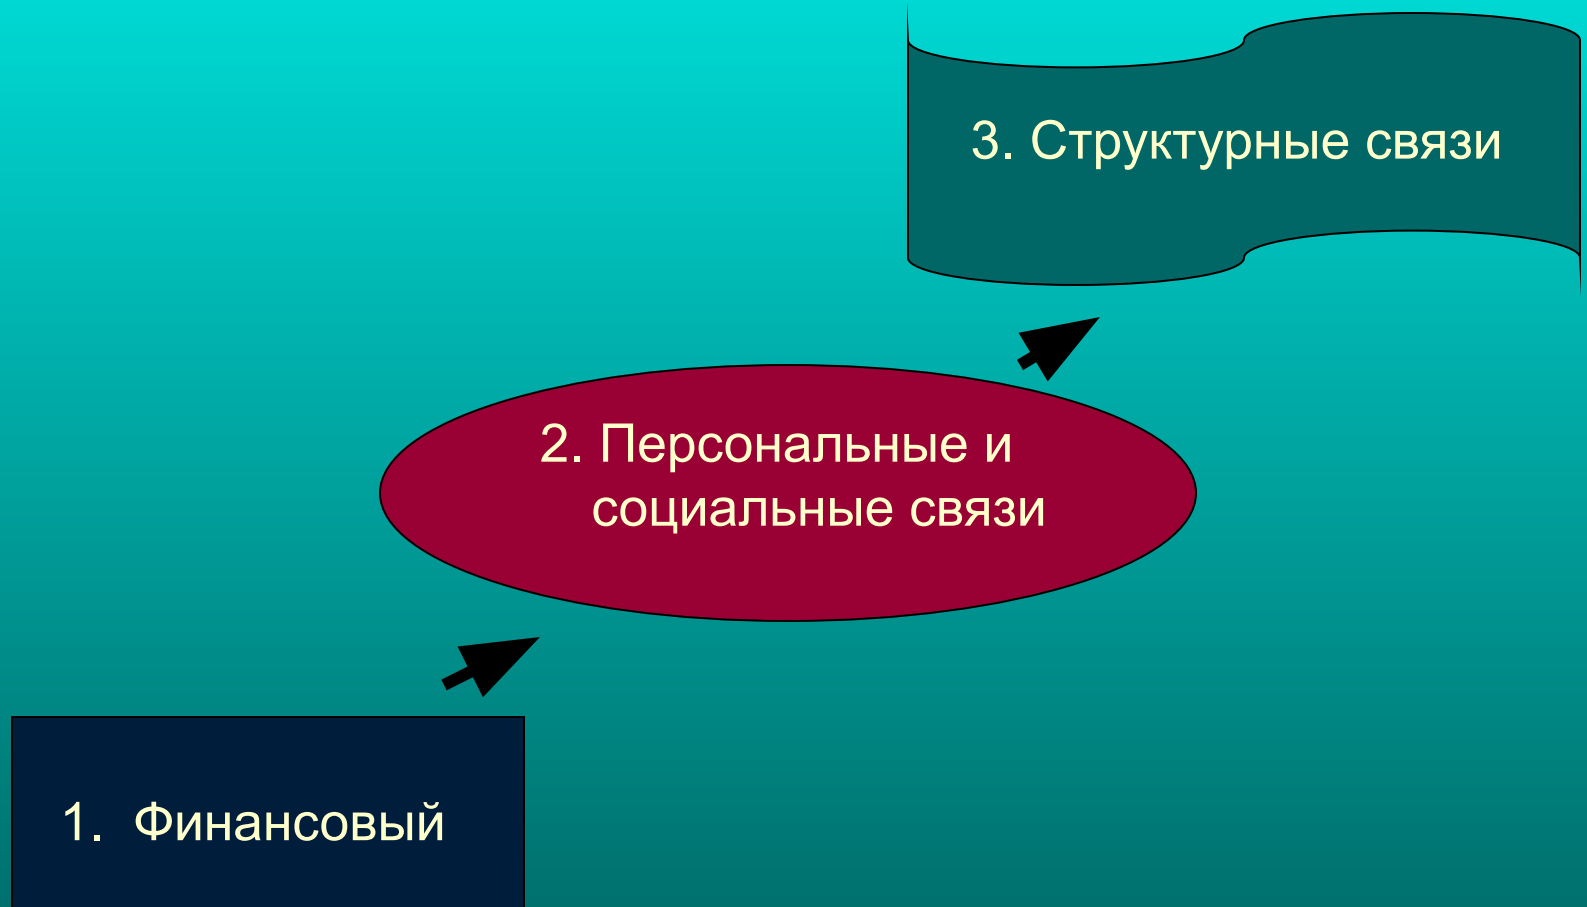 3. Структурные связи
2. Персональные и
социальные связи
1. Финансовый